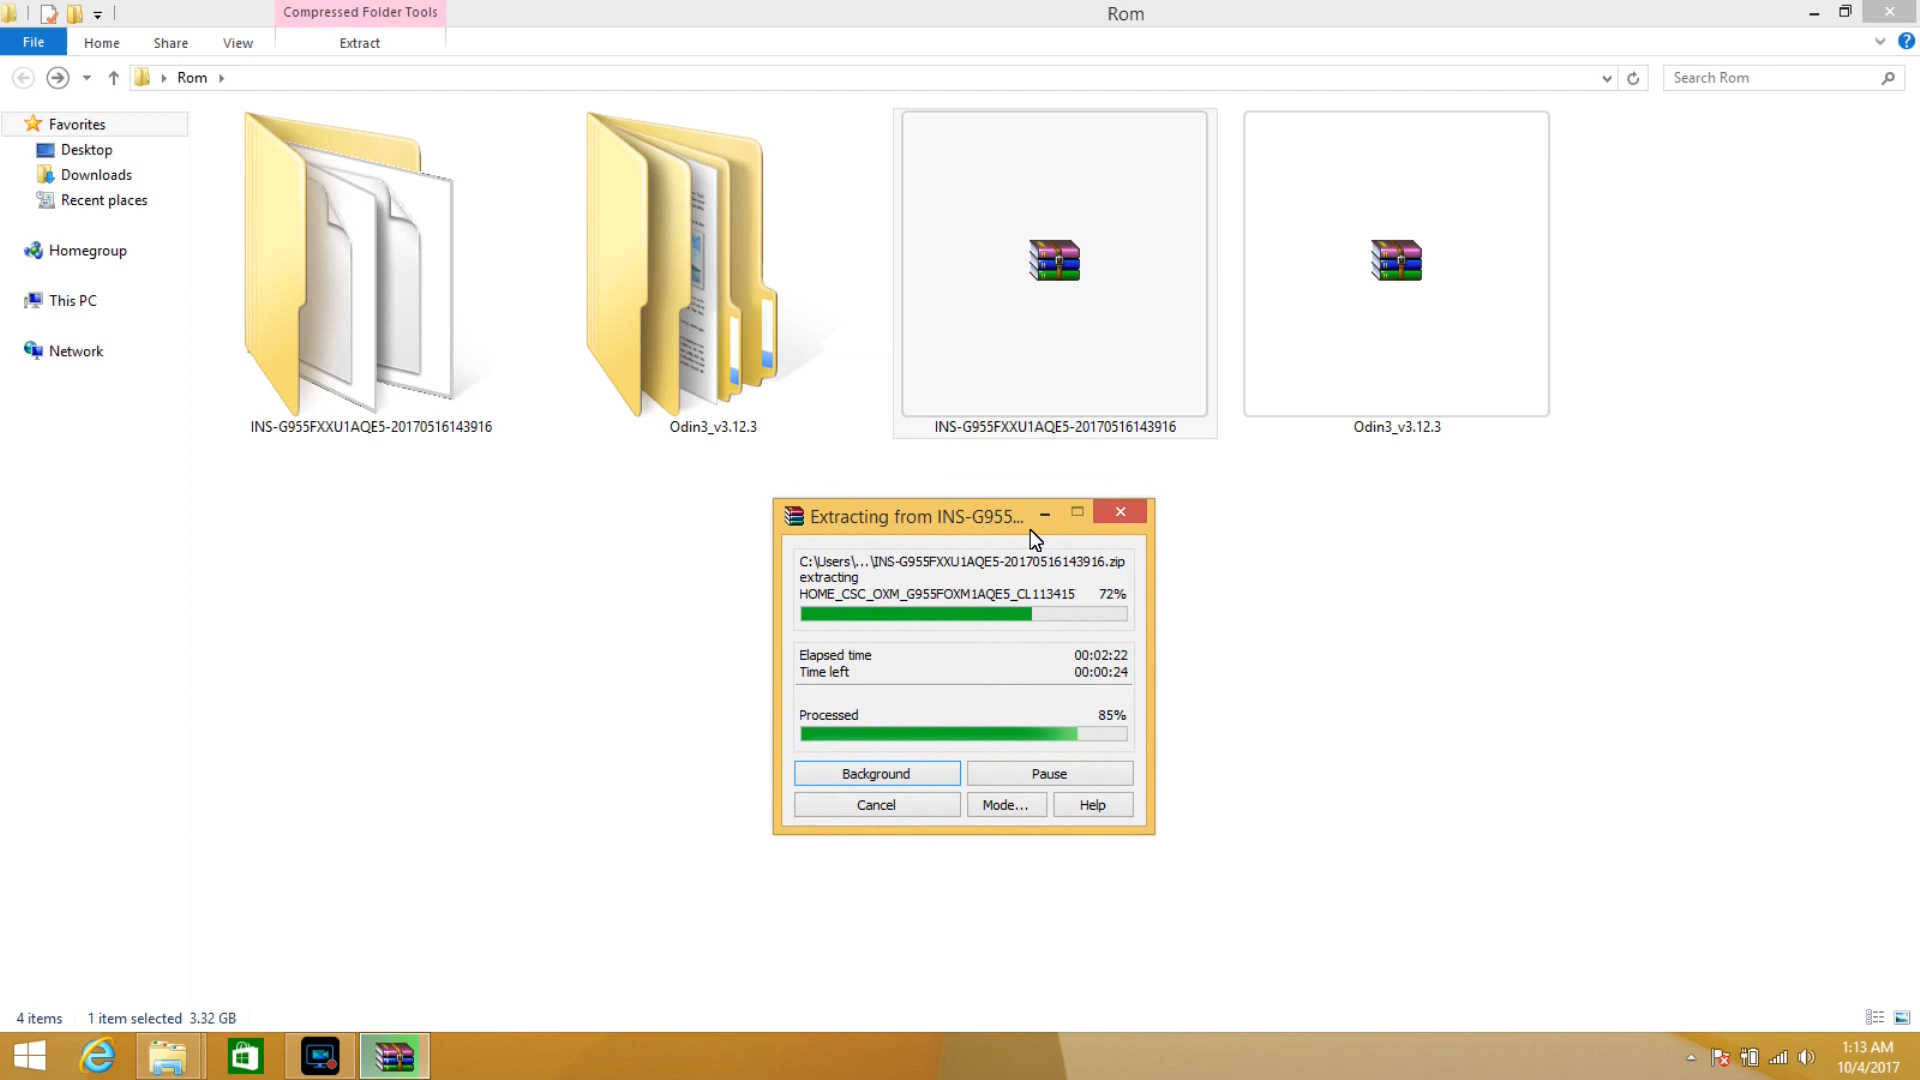 Compressed Folder Tools
Rom
File
Home
Share
View
Extract
Rom
Search Rom
Favorites
Desktop
Downloads
Recent places
Homegroup
This PC
Network
INS-G955FXXU1AQE5-20170516143916
Odin3_v3.12.3
INS-G955FXXU1AQE5-20170516143916
Odin3_v3.12.3
Extracting from INS-G955...
C:\Users\...\INS-G955FXXU1AQE5-20170516143916.zip
extracting
HOME_CSC_OXM_G955FOXM1AQE5_CL113415 72%
Elapsed time 00:02:22
Time left 00:00:24
Processed 85%
Background
Pause
Cancel
Mode...
Help
4 items 1 item selected 3.32 GB
1:13 AM
10/4/2017